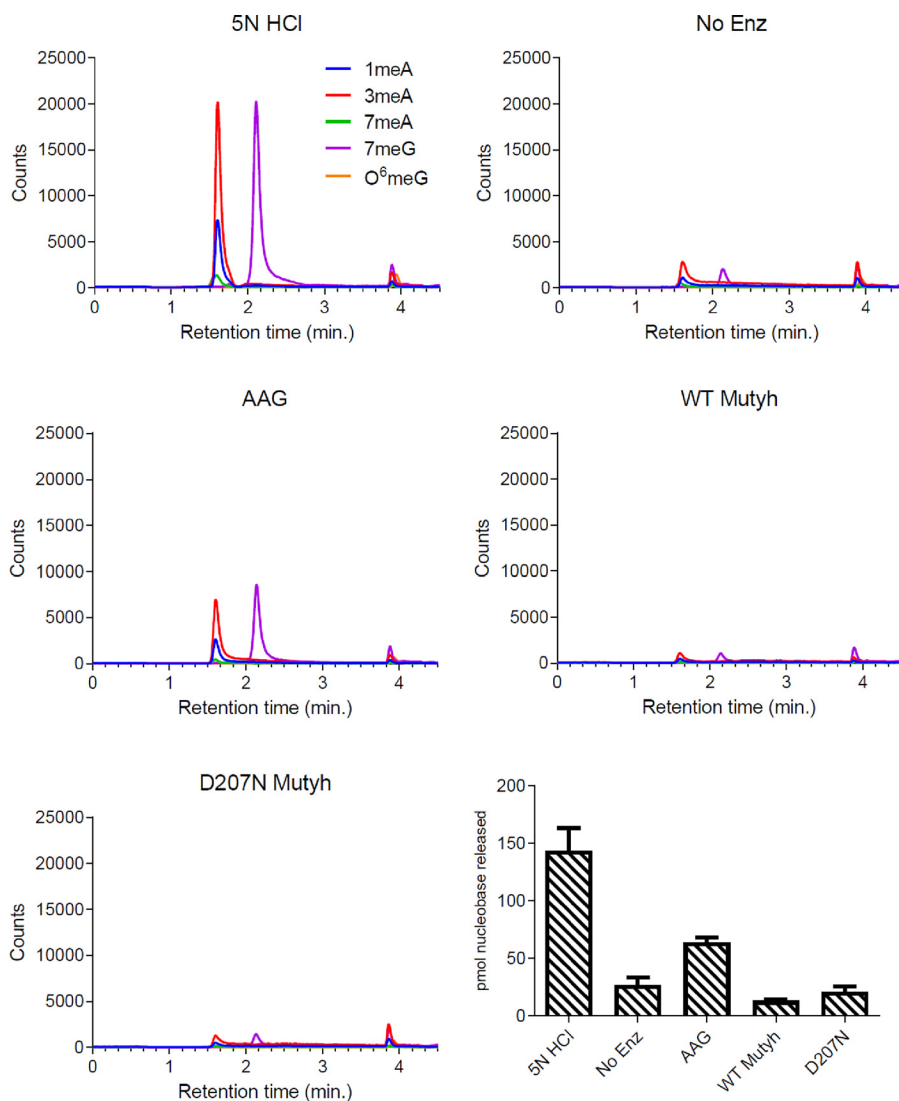 5N HCl
25000
20000
15000
10000
5000
0
Counts
0 1 2 3 4
Retention time (min.)
1meA
3meA
7meA
7meG
O⁶meG
No Enz
25000
20000
15000
10000
5000
0
Counts
0 1 2 3 4
Retention time (min.)
AAG
25000
20000
15000
10000
5000
0
Counts
0 1 2 3 4
Retention time (min.)
WT Mutyh
25000
20000
15000
10000
5000
0
Counts
0 1 2 3 4
Retention time (min.)
D207N Mutyh
25000
20000
15000
10000
5000
0
Counts
0 1 2 3 4
Retention time (min.)
200
150
100
50
0
pmol nucleobase released
5N HCl
No Enz
AAG
WT Mutyh
D207N